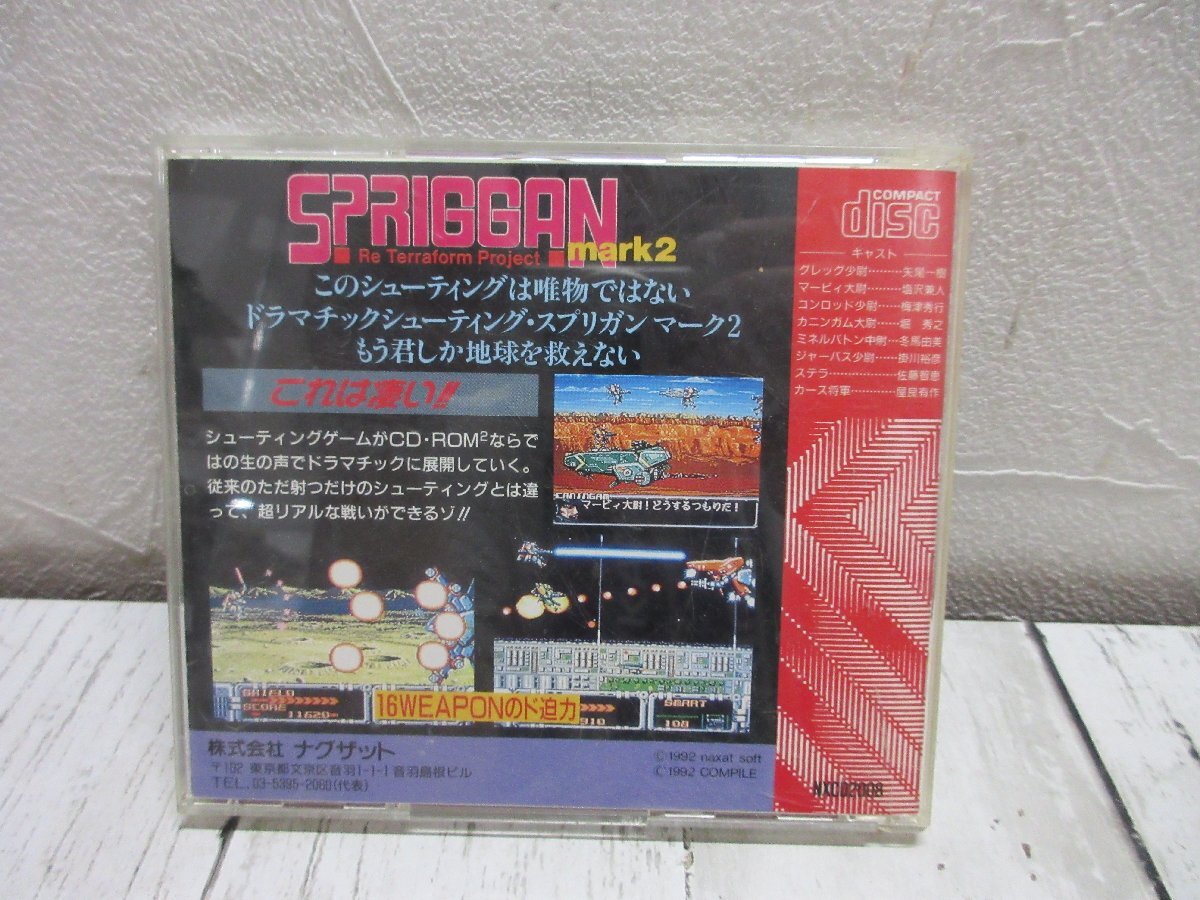 SPRIGGAN
Re Terraform Project
mark2
このシューティングは唯物ではない
ドラマチックシューティング・スプリガン マーク2
もう君しか地球を救えない
これは凄い!!
シューティングゲームがCD・ROM²ならで
はの生の声でドラマチックに展開していく。
従来のただ射つだけのシューティングとは違
って、超リアルな戦いができるゾ!!
CANINGAM
マービィ大尉!どうするつもりだ!
SHIELD
SCORE
11620
16WEAPONのド迫力
910
SMART
108
株式会社 ナグザット
〒102 東京都文京区音羽1-1-1 音羽島根ビル
TEL.03-5395-2080(代表)
©1992 naxat soft
©1992 COMPILE
COMPACT
disc
キャスト
グレッグ少尉………矢尾一樹
マービィ大尉………塩沢兼人
コンロッド少尉……梅津秀行
カニンガム大尉……堀 秀之
ミネルバトン中尉…冬馬由美
ジャーバス少尉……掛川裕彦
ステラ………………佐藤智恵
カース将軍…………屋良有作
NXCD2008